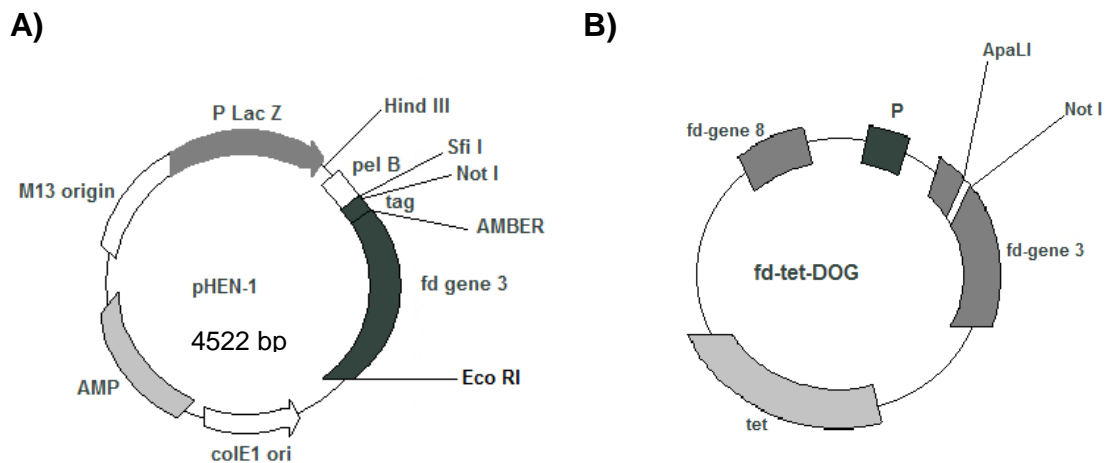 A)
P Lac Z
Hind III
Sfi I
pel B
Not I
tag
AMBER
M13 origin
fd gene 3
pHEN-1
4522 bp
AMP
Eco RI
colE1 ori
B)
ApaLI
P
Not I
fd-gene 8
fd-gene 3
fd-tet-DOG
tet